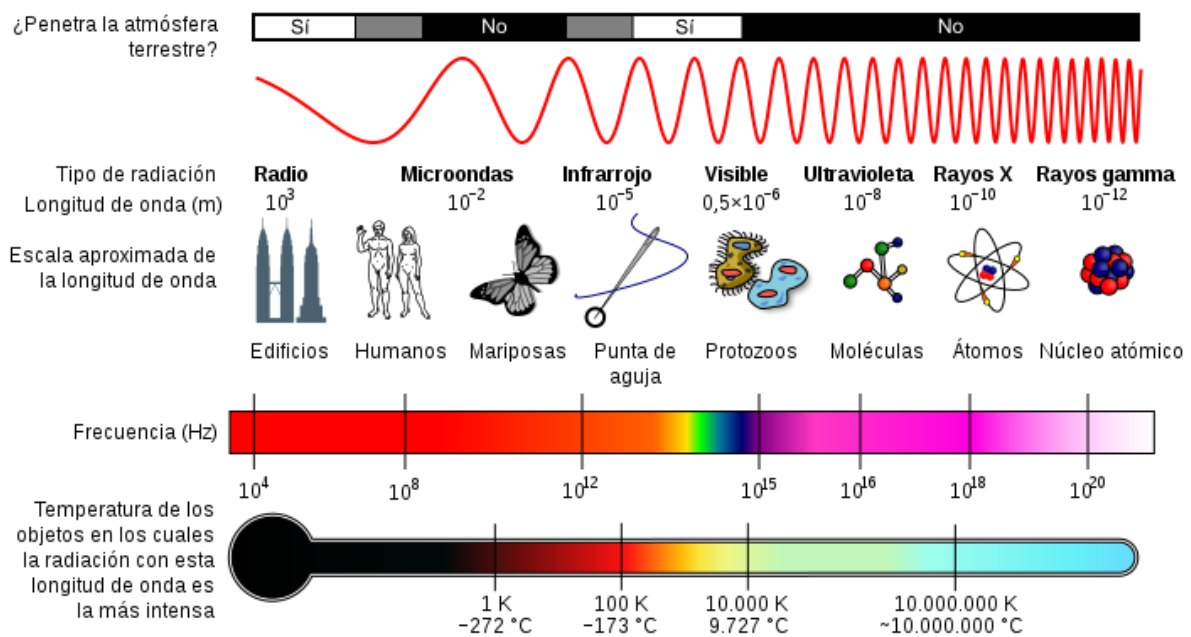 ¿Penetra la atmósfera
terrestre?
Sí No Sí No
Tipo de radiación
Radio Microondas Infrarrojo Visible Ultravioleta Rayos X Rayos gamma
Longitud de onda (m)
10³ 10⁻² 10⁻⁵ 0,5×10⁻⁶ 10⁻⁸ 10⁻¹⁰ 10⁻¹²
Escala aproximada de
la longitud de onda
Edificios Humanos Mariposas Punta de
aguja
Protozoos Moléculas Átomos Núcleo atómico
Frecuencia (Hz)
10⁴ 10⁸ 10¹² 10¹⁵ 10¹⁶ 10¹⁸ 10²⁰
Temperatura de los
objetos en los cuales
la radiación con esta
longitud de onda es
la más intensa
1 K 100 K 10.000 K 10.000.000 K
−272 °C −173 °C 9.727 °C ~10.000.000 °C